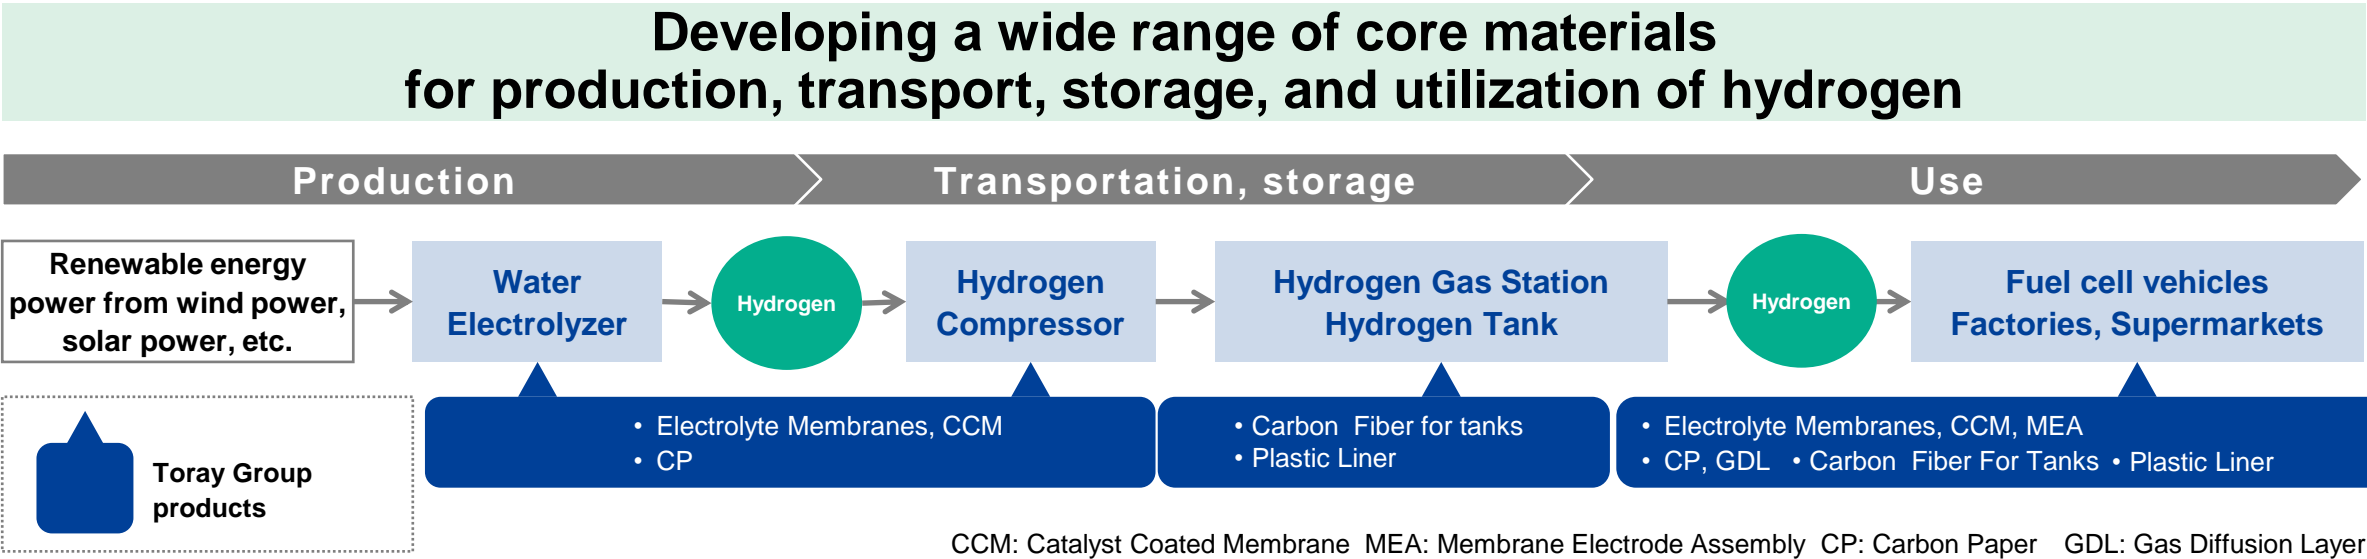 Developing a wide range of core materials
for production, transport, storage, and utilization of hydrogen
Production
Transportation, storage
Use
Renewable energy
power from wind power,
solar power, etc.
Water
Electrolyzer
Hydrogen
Hydrogen
Compressor
Hydrogen Gas Station
Hydrogen Tank
Hydrogen
Fuel cell vehicles
Factories, Supermarkets
Toray Group
products
• Electrolyte Membranes, CCM
• CP
• Carbon Fiber for tanks
• Plastic Liner
• Electrolyte Membranes, CCM, MEA
• CP, GDL • Carbon Fiber For Tanks • Plastic Liner
CCM: Catalyst Coated Membrane MEA: Membrane Electrode Assembly CP: Carbon Paper GDL: Gas Diffusion Layer